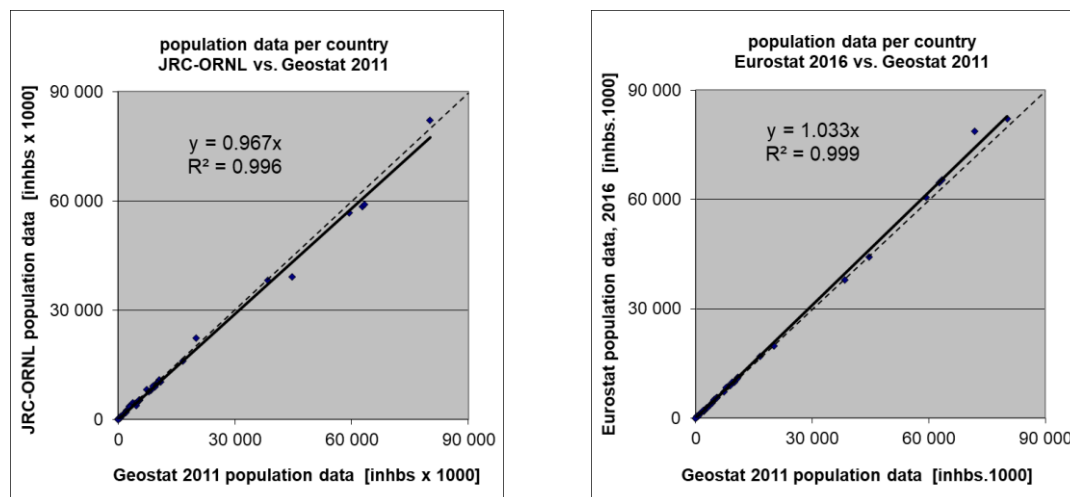 population data per country
JRC-ORNL vs. Geostat 2011
JRC-ORNL population data [inhbs x 1000]
90 000
60 000
30 000
0
y = 0.967x
R² = 0.996
0
30 000
60 000
90 000
Geostat 2011 population data [inhbs x 1000]
population data per country
Eurostat 2016 vs. Geostat 2011
Eurostat population data, 2016 [inhbs.1000]
90 000
60 000
30 000
0
y = 1.033x
R² = 0.999
0
30 000
60 000
90 000
Geostat 2011 population data [inhbs.1000]